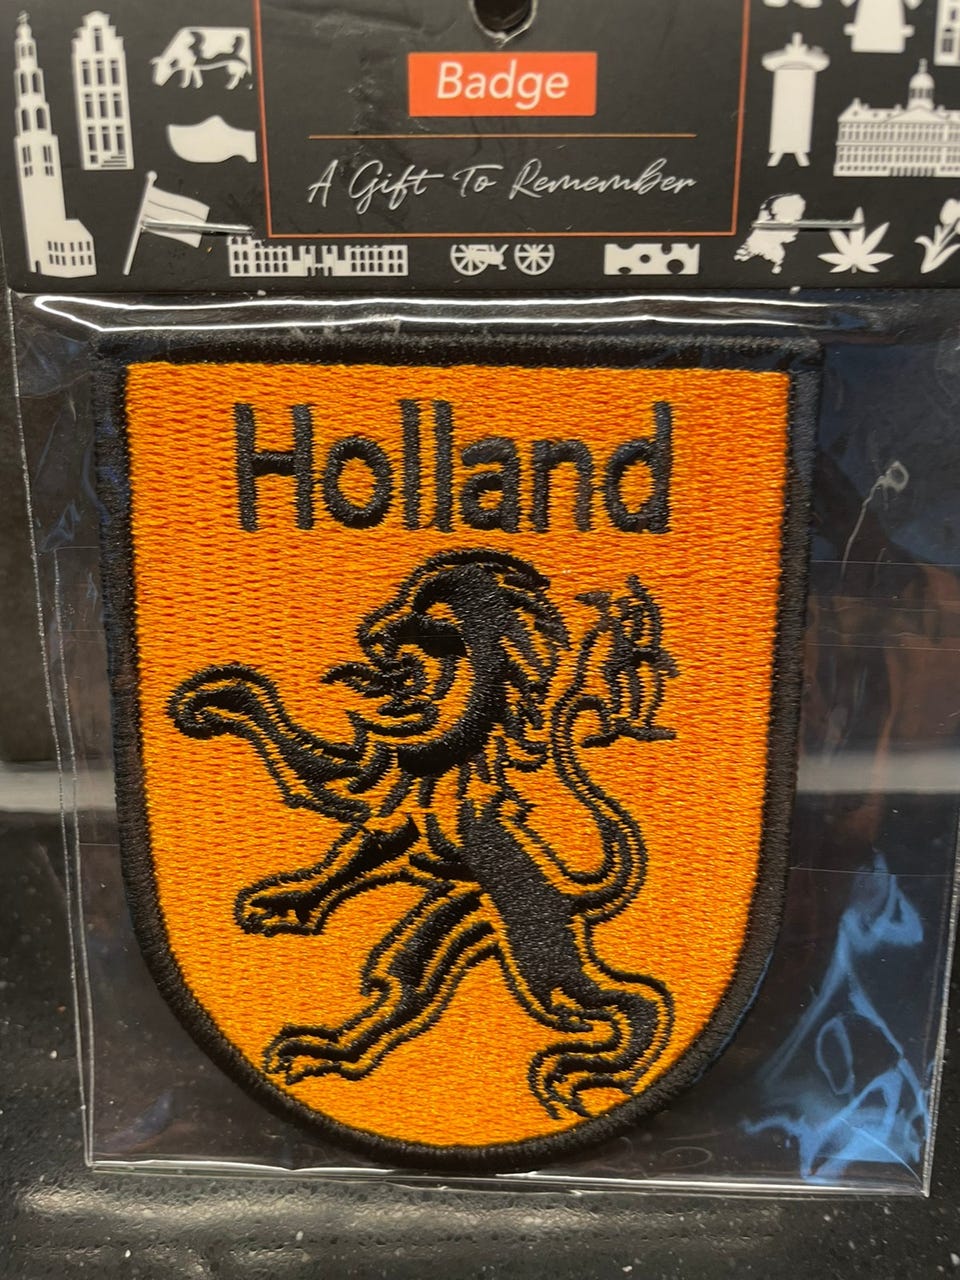 Badge
A Gift To Remember
Holland